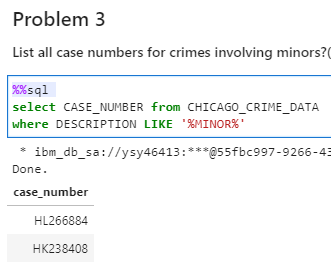 Problem 3
List all case numbers for crimes involving minors?(
%%sql
select CASE_NUMBER from CHICAGO_CRIME_DATA
where DESCRIPTION LIKE '%MINOR%'
* ibm_db_sa://ysy46413:***@55fbc997-9266-43
Done.
case_number
HL266884
HK238408